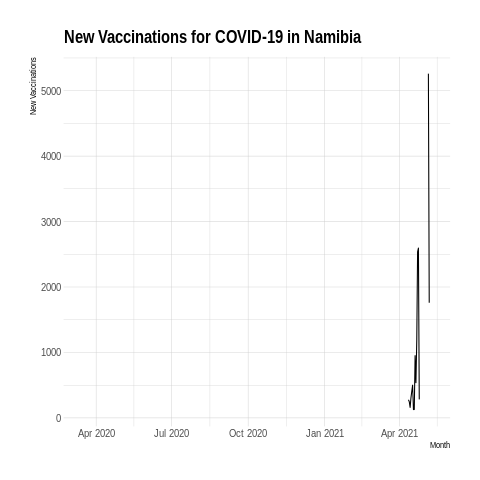 New Vaccinations for COVID-19 in Namibia
New Vaccinations
5000
4000
3000
2000
1000
0
Apr 2020 Jul 2020 Oct 2020 Jan 2021 Apr 2021
Month